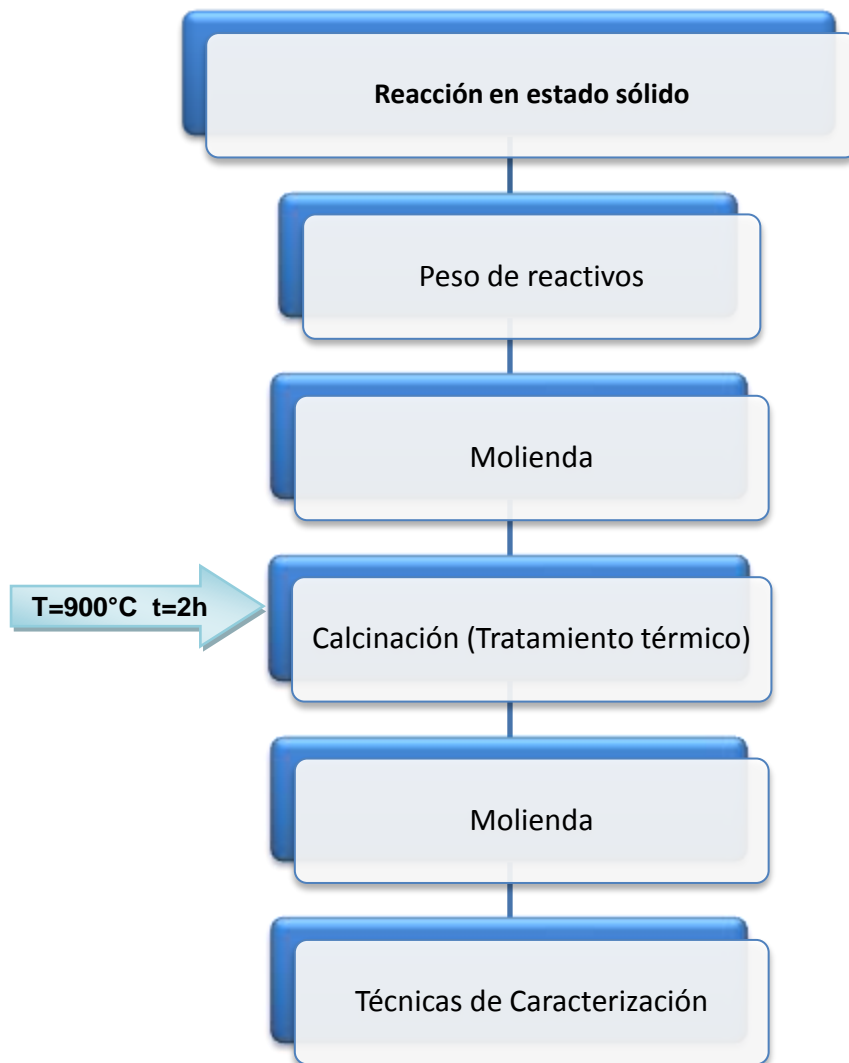 Reacción en estado sólido
Peso de reactivos
Molienda
T=900°C t=2h
Calcinación (Tratamiento térmico)
Molienda
Técnicas de Caracterización